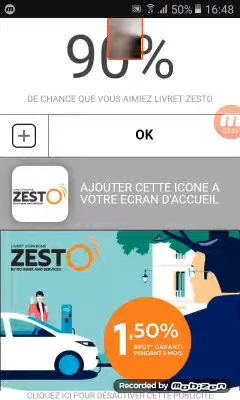 50% 16:48
90%
DE CHANCE QUE VOUS AIMIEZ LIVRET ZESTO
OK
ZESTO
AJOUTER CETTE ICONE A
VOTRE ECRAN D'ACCUEIL
LIVRET D'EPARGNE
ZESTO
BY RCI BANK AND SERVICES
1,50%
BRUT* GARANTI
PENDANT 3 MOIS
Recorded by Mobizen
CLIQUEZ ICI POUR DÉSACTIVER CETTE PUBLICITÉ